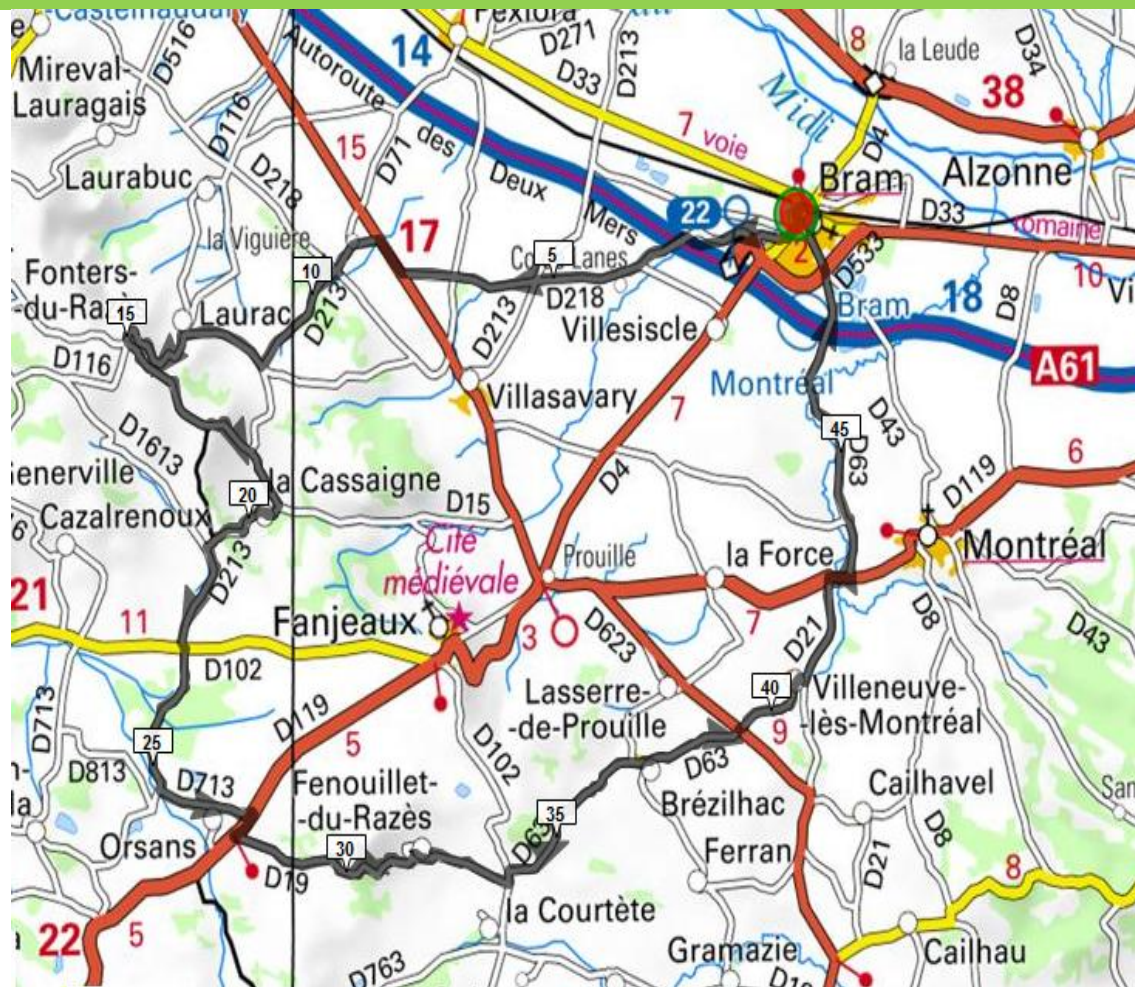 Castelnaudary
Pexiora
D271
D213
D516
14
D33
8
la Leude
D34
Mireval-
Lauragais
Autoroute
des
Deux
Mers
Midi
38
D116
15
D71
7 voie
D4
Laurabuc
D218
Bram
Alzonne
22
D33
romaine
la Viguière
17
2
D533
10
Fonters-
-du-Ra
10
5
Lanes
D218
Bram
18
D8
Vi
15
Laurac
D213
D213
Villesiscle
A61
D116
Montréal
Villasavary
7
D43
D1613
45
D63
6
Generville
la Cassaigne
D4
D119
20
D15
Cazalrenoux
Cité
médiévale
Prouille
la Force
Montréal
D213
21
11
Fanjeaux
3
D623
7
D8
D43
D102
D21
D713
D119
Lasserre-
-de-Prouille
40
Villeneuve-
-lès-Montréal
25
5
D102
9
D813
D713
Fenouillet-
-du-Razès
D63
Cailhavel
la
35
Brézilhac
Orsans
30
D63
Ferran
D8
D19
D21
8
la Courtète
22
5
Gramazie
Cailhau
D763